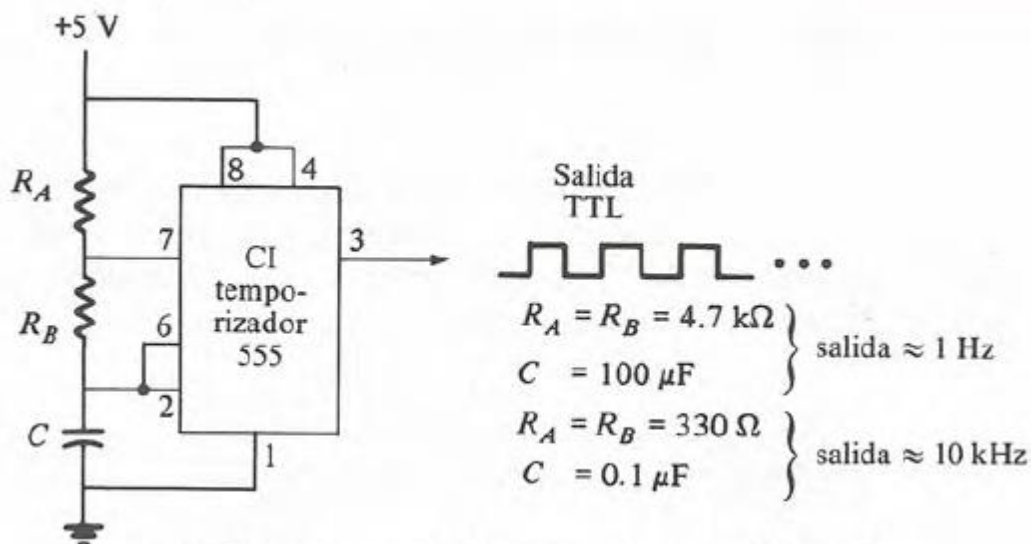 +5 V
R_A
8 4
7
3
CI
tempo-
rizador
555
R_B
6
2
C
1
Salida
TTL
R_A = R_B = 4.7 kΩ
C = 100 μF
salida ≈ 1 Hz
R_A = R_B = 330 Ω
C = 0.1 μF
salida ≈ 10 kHz